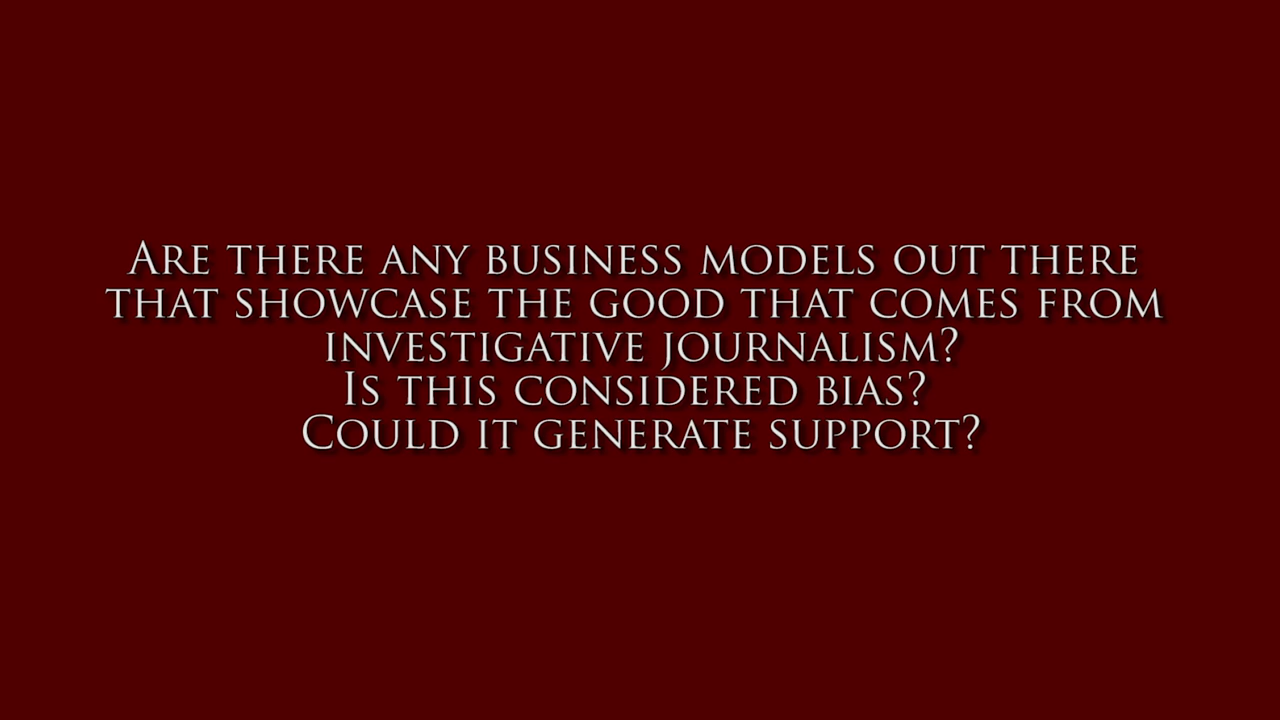 Are there any business models out there
that showcase the good that comes from
investigative journalism?
Is this considered bias?
Could it generate support?